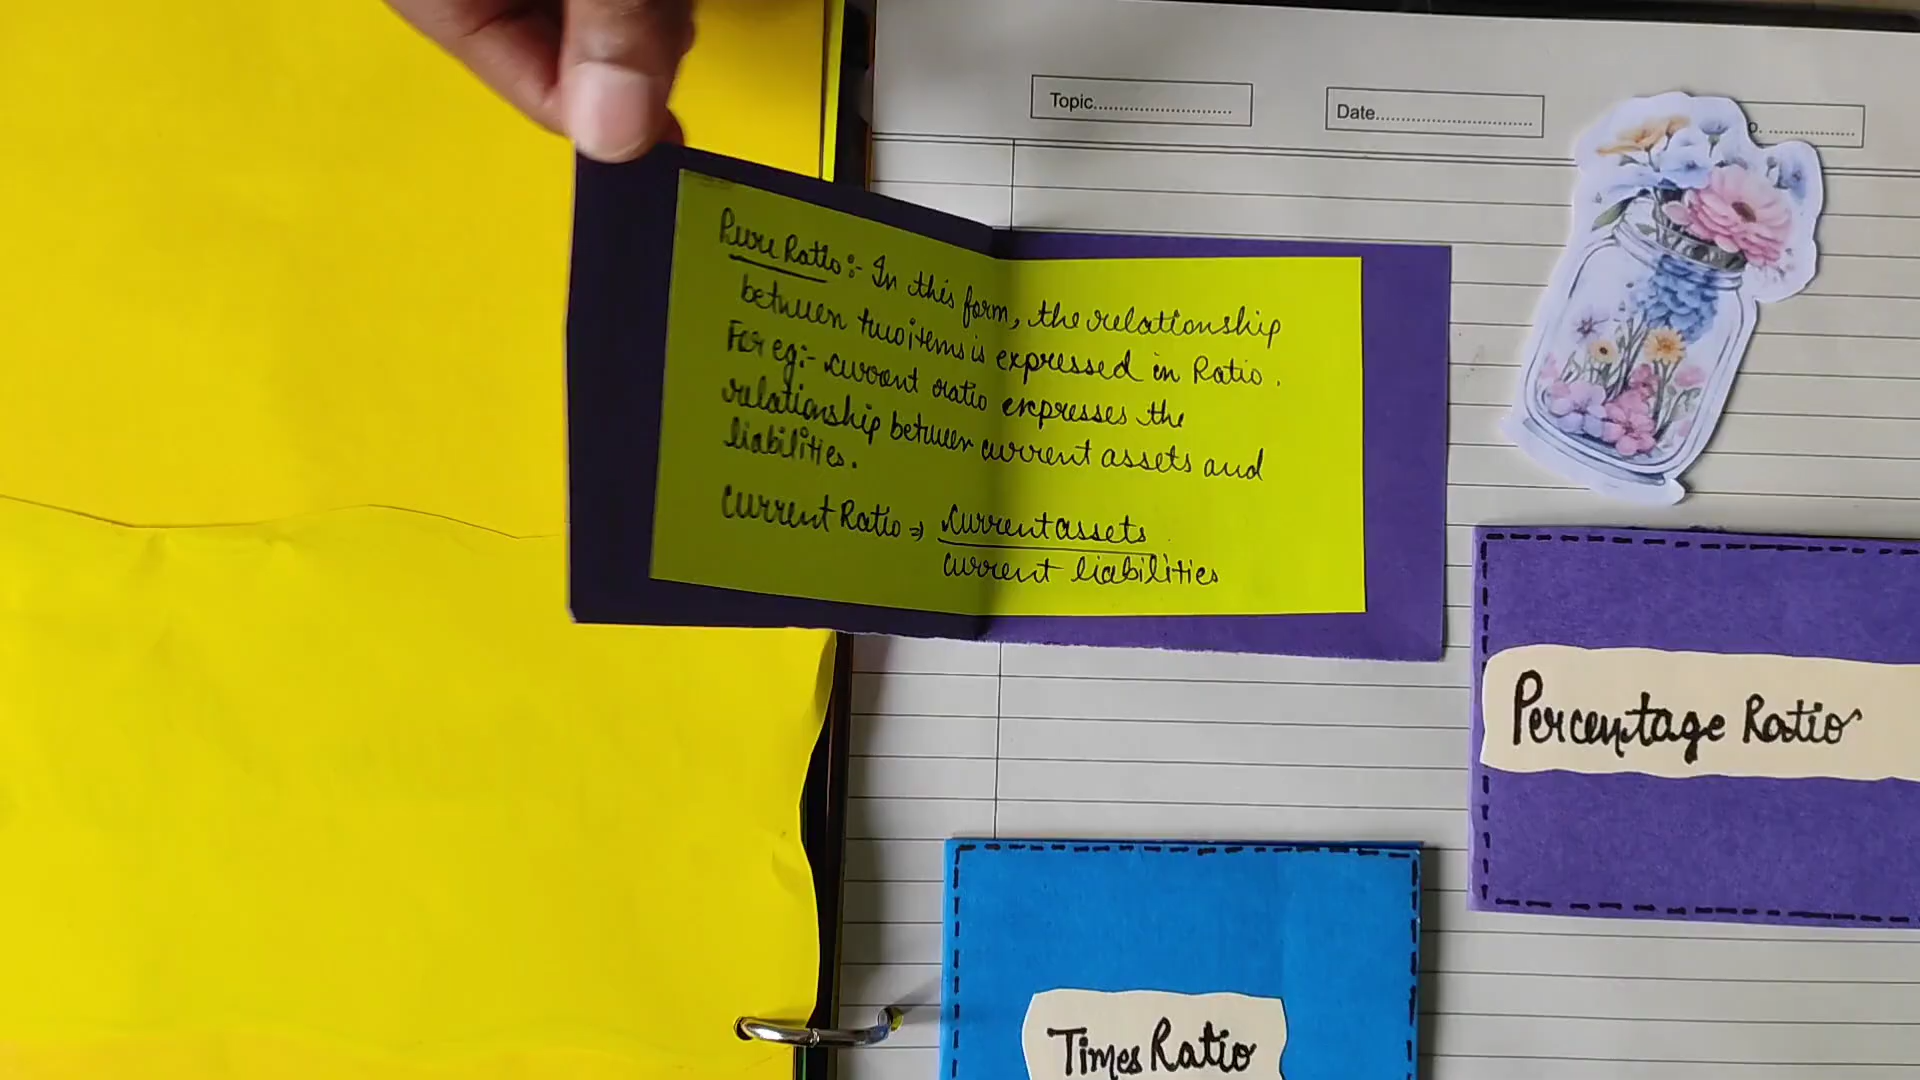 Topic..............................
Date..................................
o. ...................
Pure Ratio:- In this form, the relationship
between two items is expressed in Ratio.
For eg:- current ratio expresses the
relationship between current assets and
liabilities.
Current Ratio ⇒ current assets
current liabilities
Percentage Ratio
Times Ratio